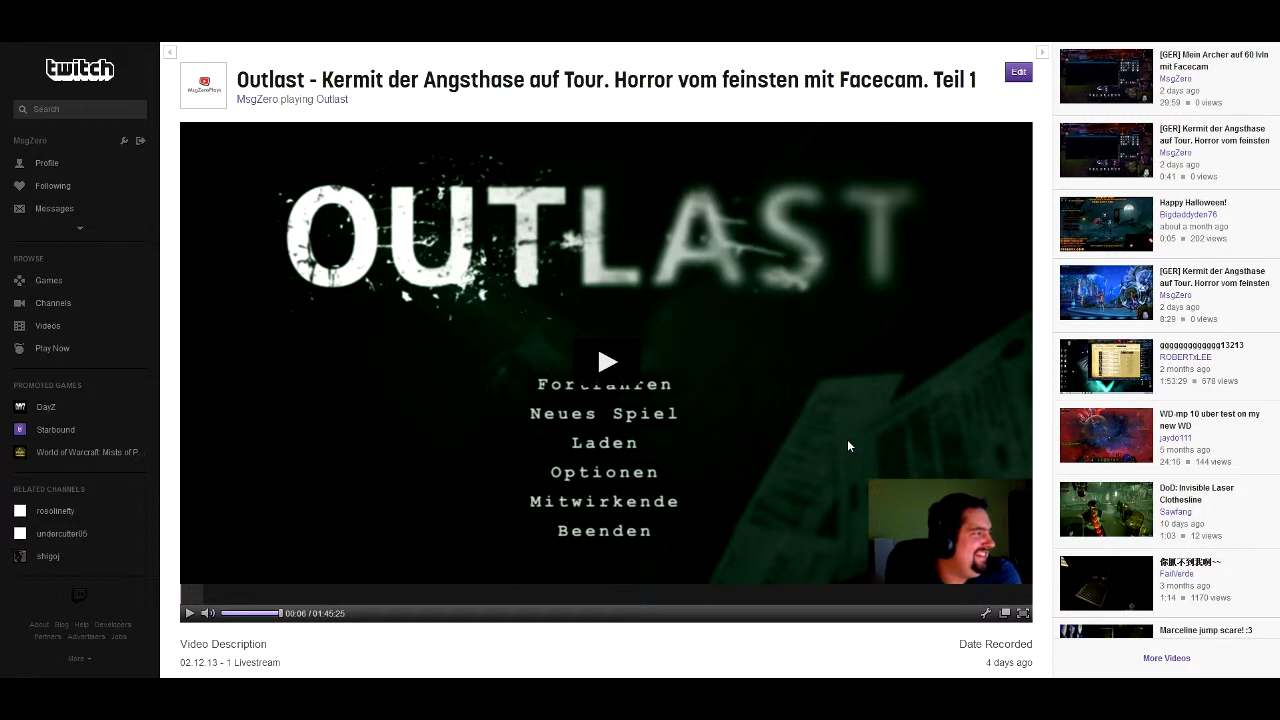 twitch
Search
MsgZero
Profile
Following
Messages
BROWSE
Games
Channels
Videos
Play Now
PROMOTED GAMES
DayZ
Starbound
World of Warcraft: Mists of P...
RELATED CHANNELS
rosolinefty
undercutter05
shigoj
About Blog Help Developers
Partners Advertisers Jobs
More
MsgZeroPlays
Outlast - Kermit der Angsthase auf Tour. Horror vom feinsten mit Facecam. Teil 1
MsgZero playing Outlast
Edit
OUTLAST
Fortfahren
Neues Spiel
Laden
Optionen
Mitwirkende
Beenden
00:06 / 01:45:25
Video Description
Date Recorded
02.12.13 - 1 Livestream
4 days ago
[GER] Mein Archer auf 60 lvln
mit Facecam
MsgZero
2 days ago
29:59 0 views
[GER] Kermit der Angsthase
auf Tour. Horror vom feinsten
MsgZero
2 days ago
0:41 0 views
Happy Halloween!
Bigdaddyden76
about a month ago
0:05 202 views
[GER] Kermit der Angsthase
auf Tour. Horror vom feinsten
MsgZero
2 days ago
8:29 0 views
ggggggggggggg13213
ROBERTxLEE
2 months ago
1:53:29 678 views
WD-mp 10 uber test on my
new WD
jaydo111
5 months ago
24:16 144 views
DoD: Invisible Laser
Clothesline
Sawfang
10 days ago
1:03 12 views
你抓不到我啊~~
FailVerde
3 months ago
1:14 1170 views
Marceline jump scare! :3
More Videos